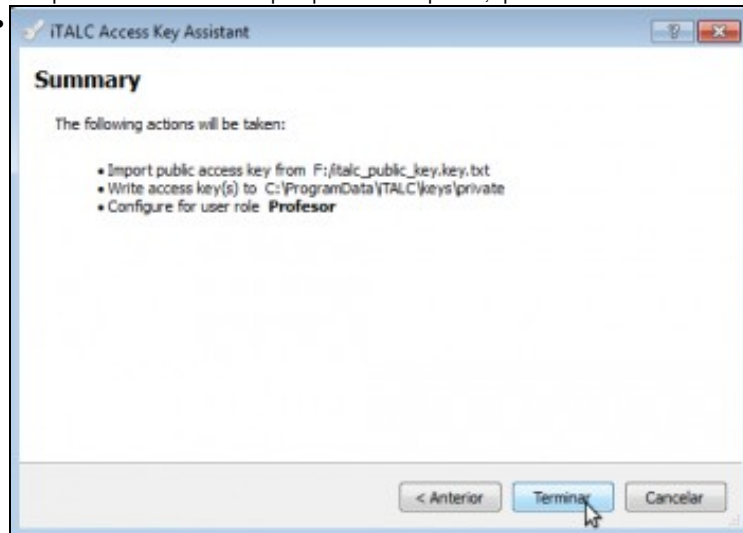 iTALC Access Key Assistant
Summary
The following actions will be taken:
• Import public access key from F:/italc_public_key.key.txt
• Write access key(s) to C:\ProgramData\iTALC\keys\private
• Configure for user role Profesor
< Anterior Terminar Cancelar